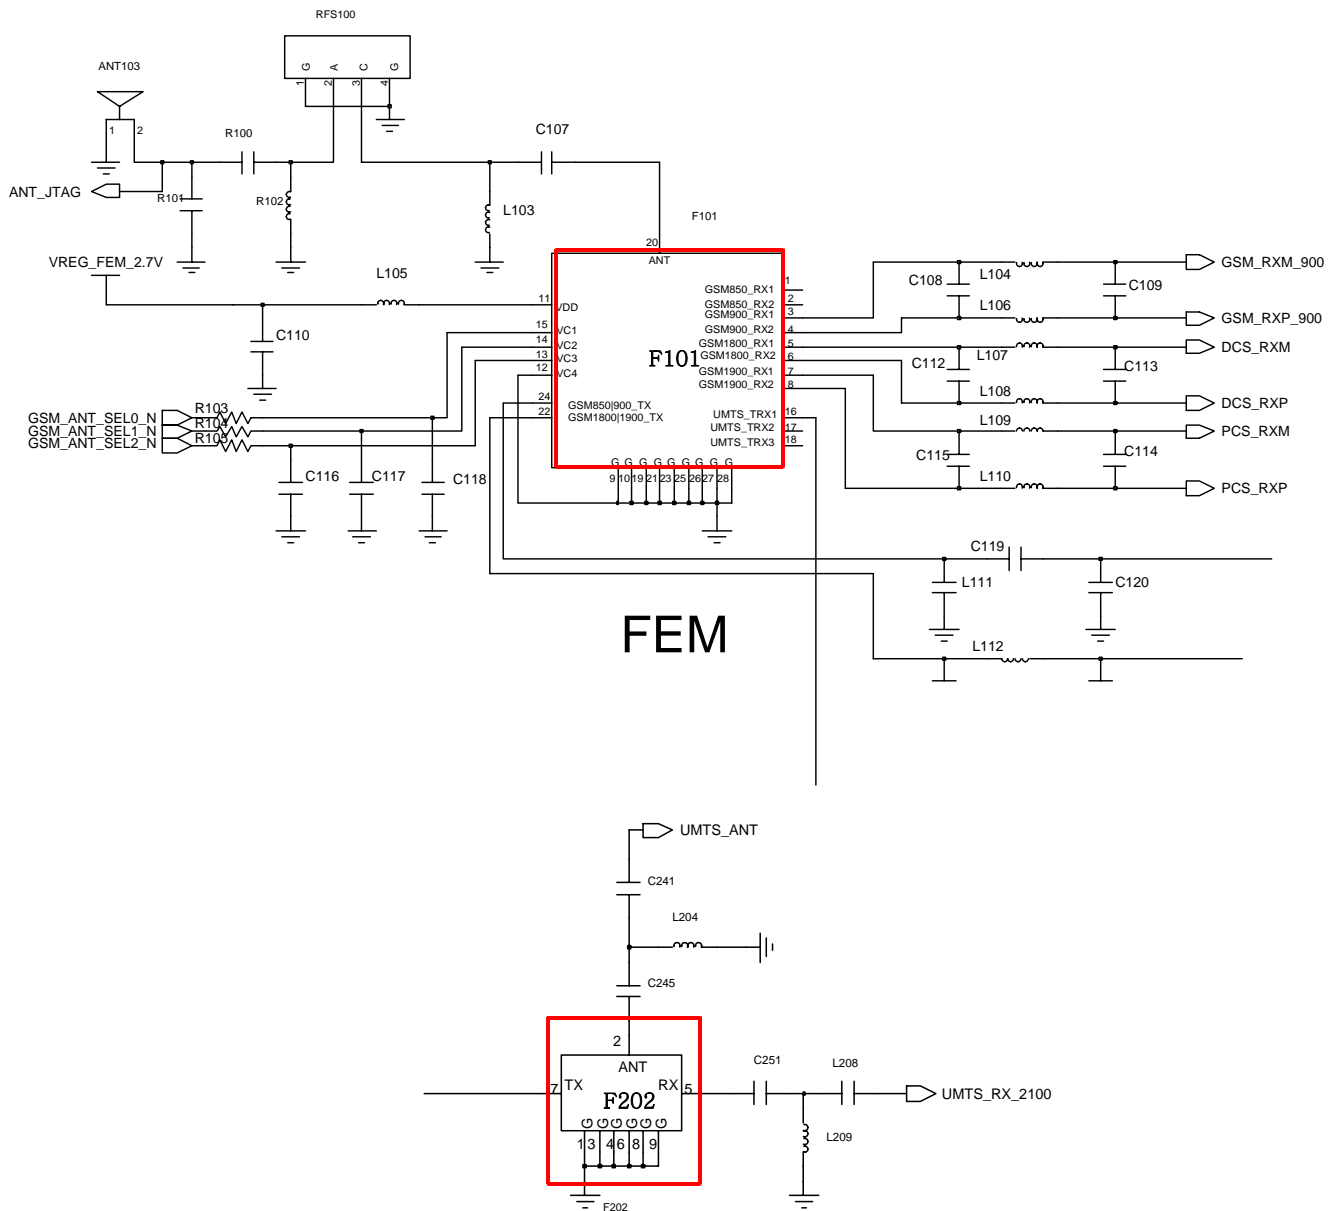 RFS100
G A C G
1 2 3 4
ANT103
1 2
R100
C107
ANT_JTAG
R101
R102
L103
F101
20
ANT
VREG_FEM_2.7V
L105
C110
11
VDD
15
VC1
14
VC2
13
VC3
12
VC4
24
GSM850|900_TX
22
GSM1800|1900_TX
F101
GSM850_RX1
1
GSM850_RX2
2
GSM900_RX1
3
GSM900_RX2
4
GSM1800_RX1
5
GSM1800_RX2
6
GSM1900_RX1
7
GSM1900_RX2
8
UMTS_TRX1
16
UMTS_TRX2
17
UMTS_TRX3
18
G G G G G G G G G
9 10 19 21 23 25 26 27 28
C108
L104
C109
GSM_RXM_900
L106
GSM_RXP_900
C112
L107
C113
DCS_RXM
L108
DCS_RXP
C115
L109
C114
PCS_RXM
L110
PCS_RXP
GSM_ANT_SEL0_N
R103
GSM_ANT_SEL1_N
R104
GSM_ANT_SEL2_N
R105
C116
C117
C118
C119
L111
C120
L112
FEM
UMTS_ANT
C241
L204
C245
2
ANT
7
TX
RX
5
F202
G G G G G G
1 3 4 6 8 9
F202
C251
L208
UMTS_RX_2100
L209